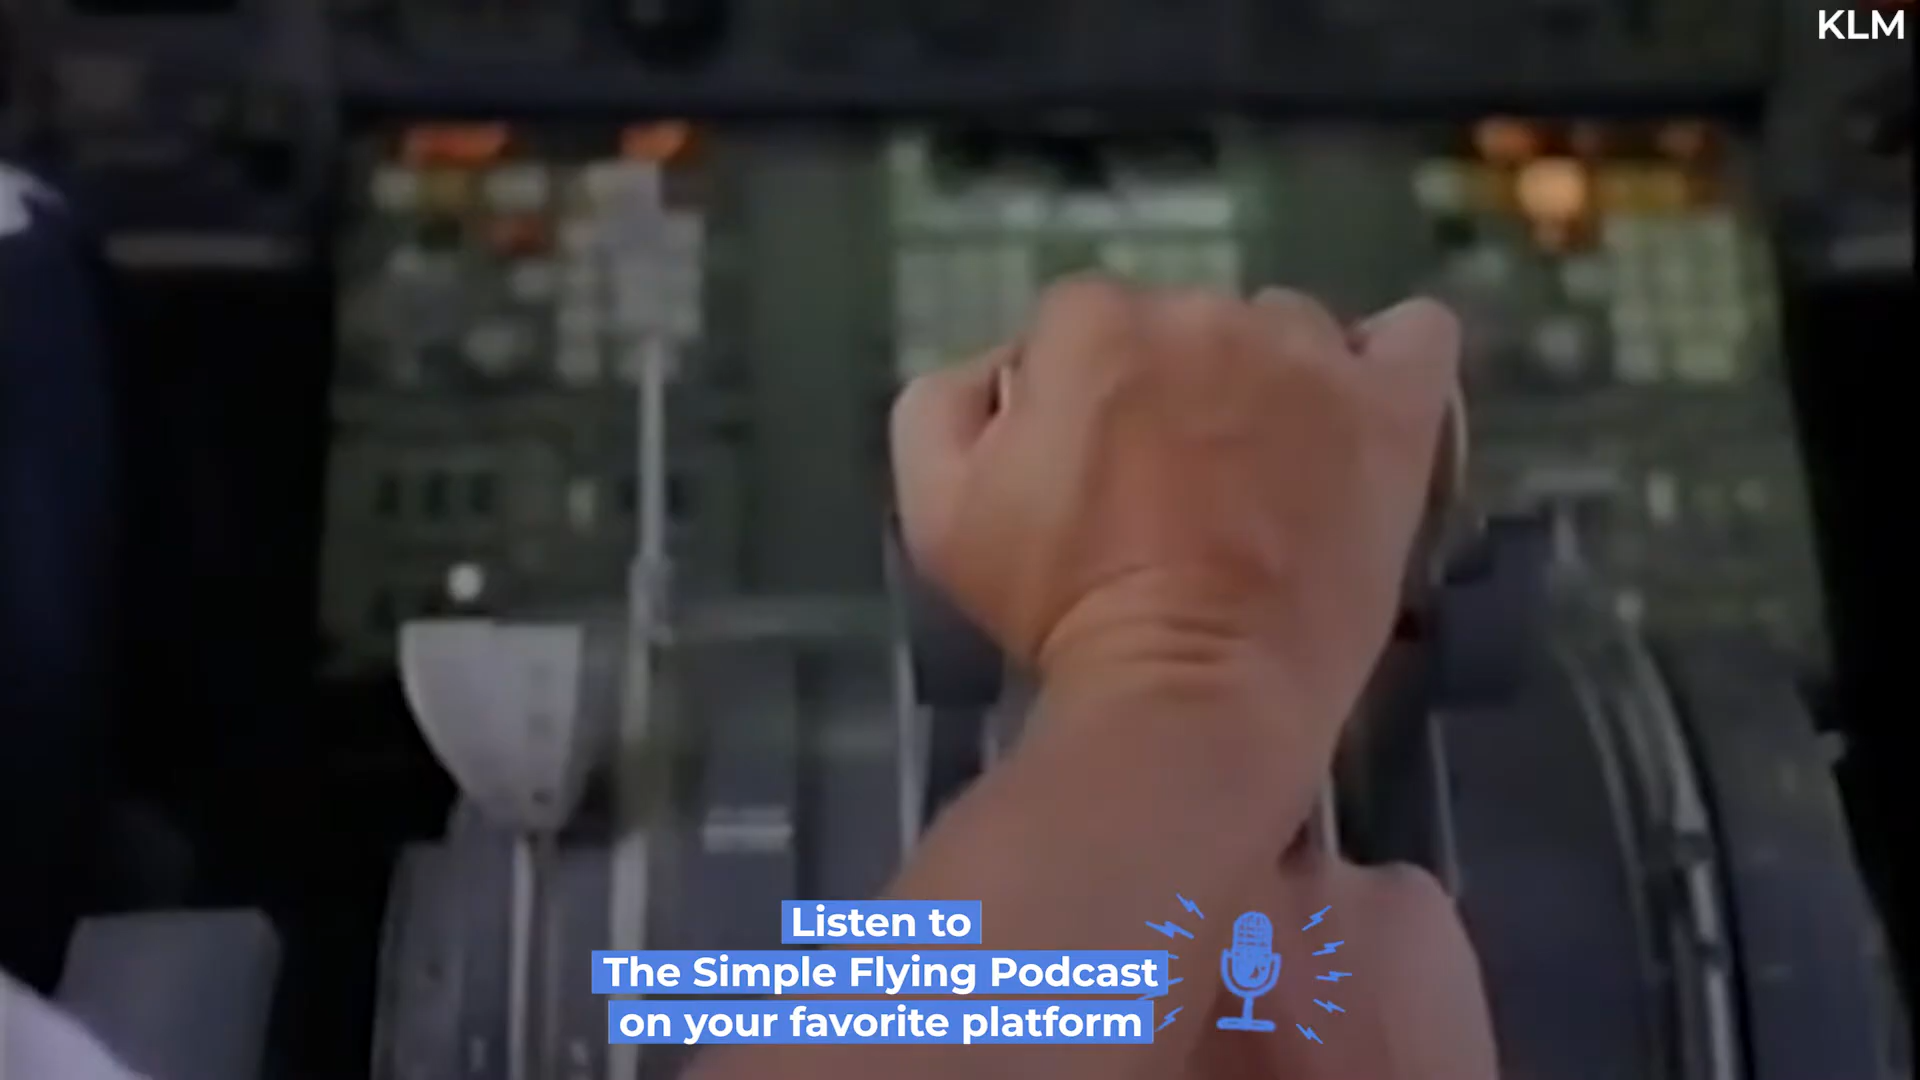 KLM
Listen to
The Simple Flying Podcast
on your favorite platform